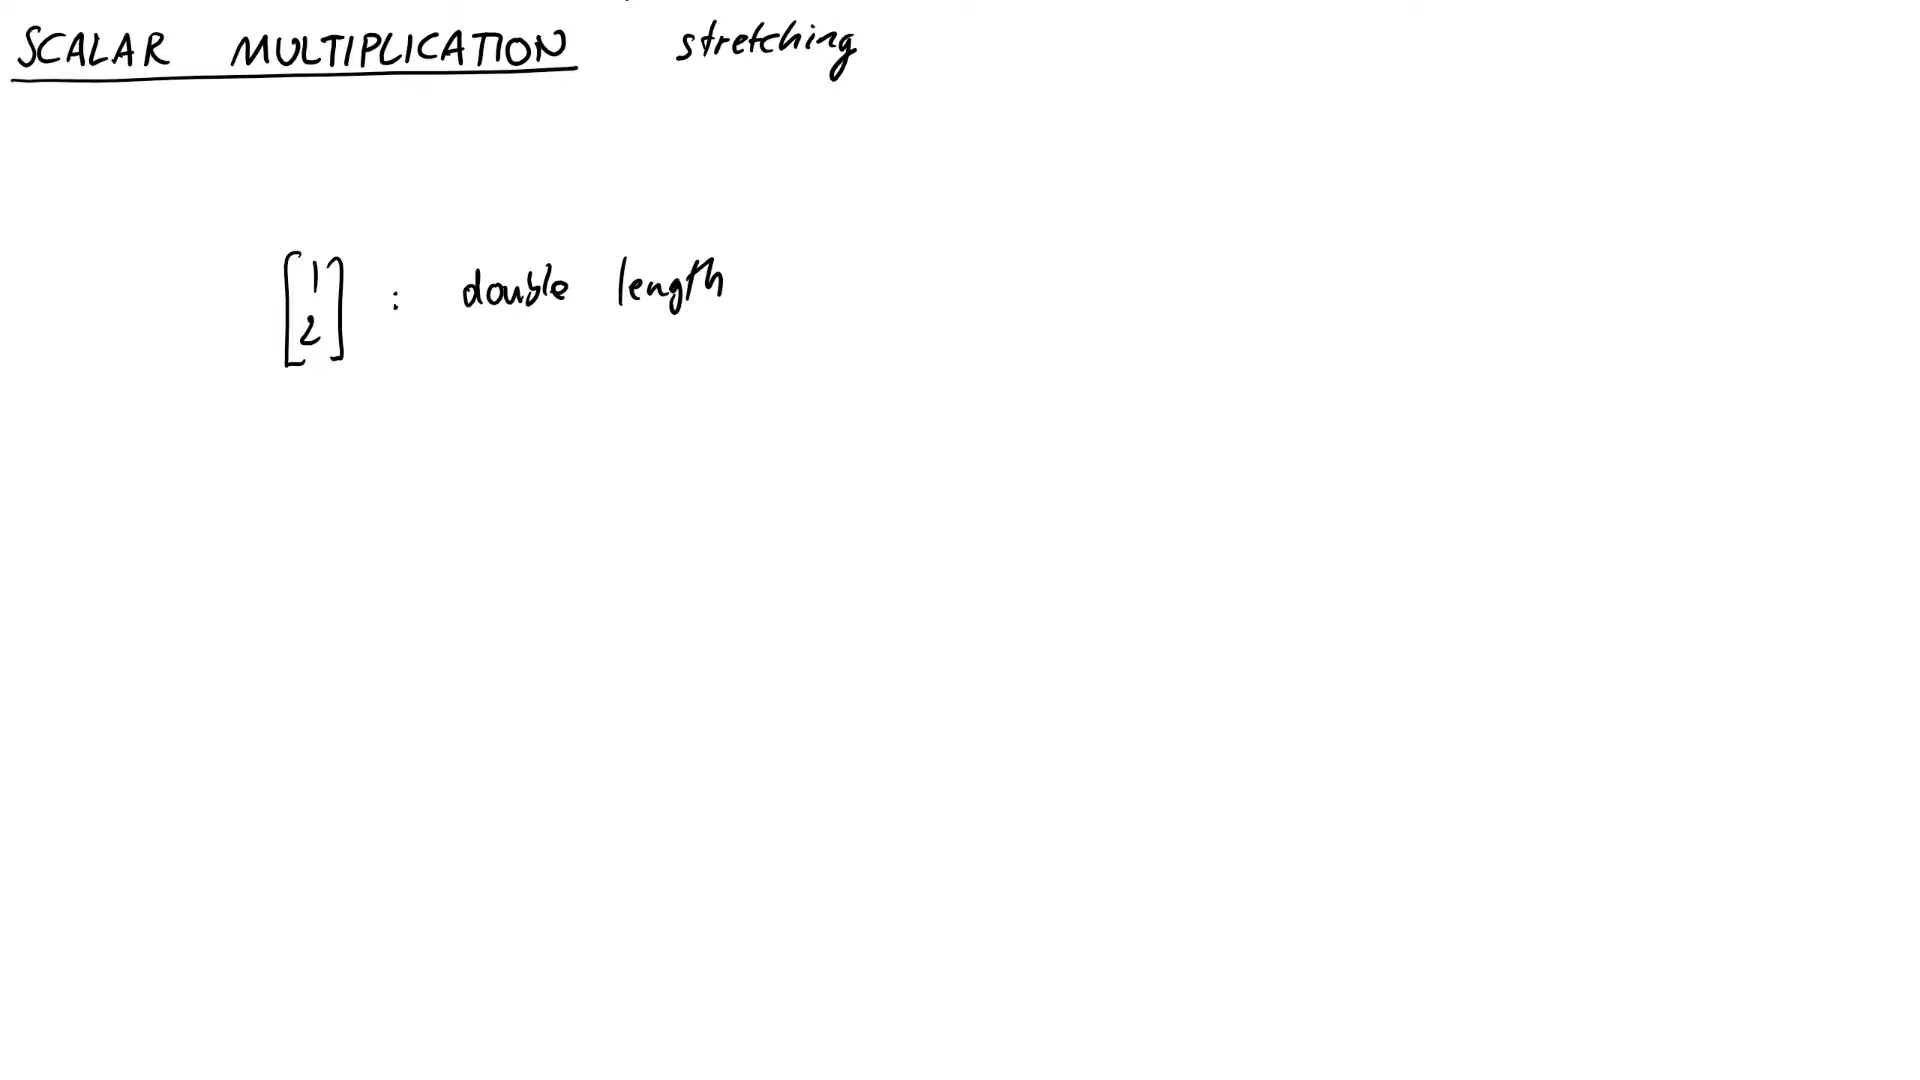 SCALAR MULTIPLICATION stretching
[1
2] : double length